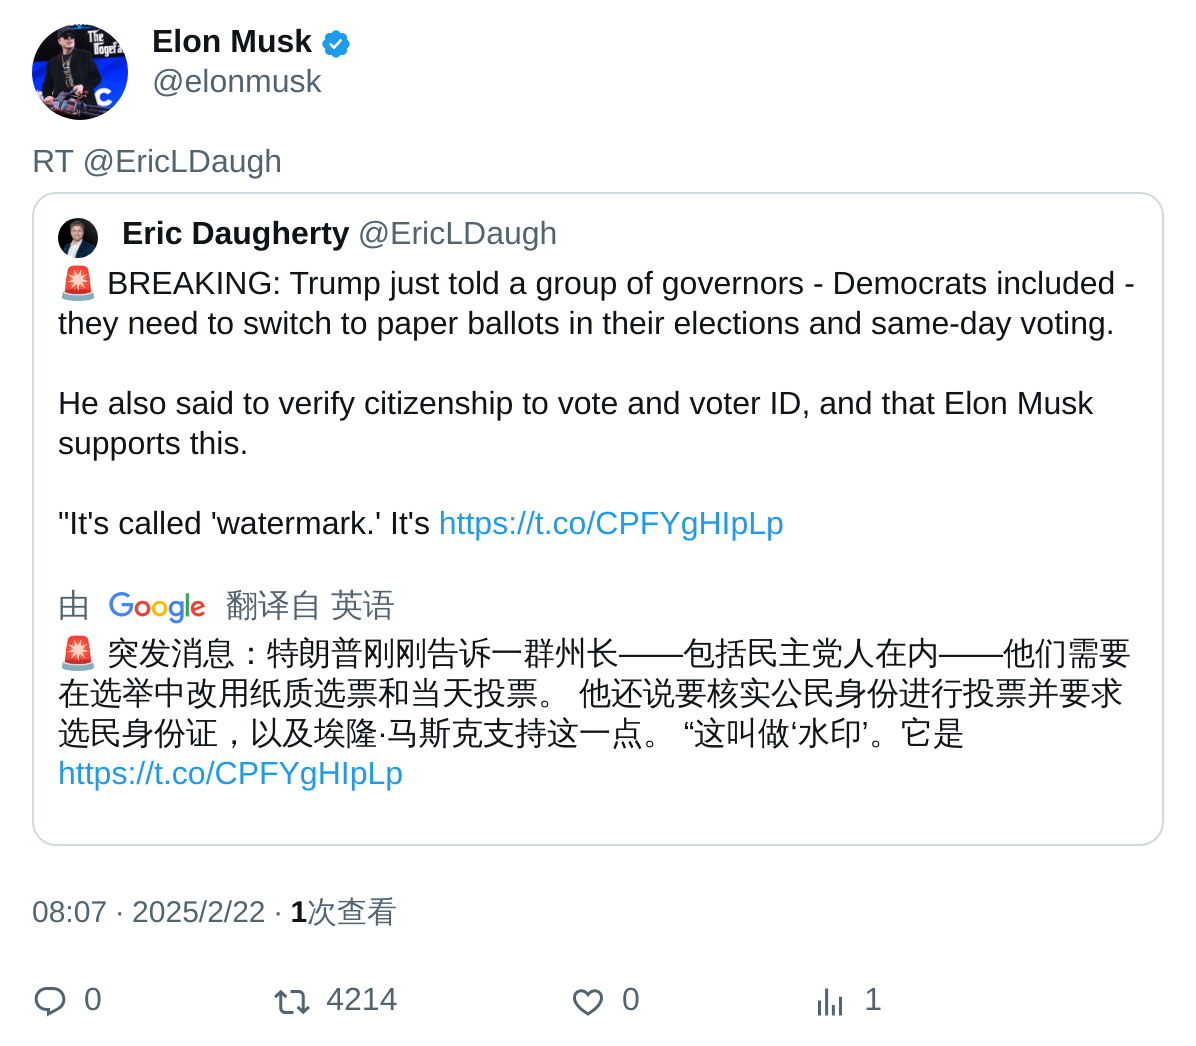 The
Dogefa
C
Elon Musk
@elonmusk
RT @EricLDaugh
Eric Daugherty @EricLDaugh
🚨 BREAKING: Trump just told a group of governors - Democrats included -
they need to switch to paper ballots in their elections and same-day voting.
He also said to verify citizenship to vote and voter ID, and that Elon Musk
supports this.
"It's called 'watermark.' It's https://t.co/CPFYgHIpLp
由 Google 翻译自 英语
🚨 突发消息：特朗普刚刚告诉一群州长——包括民主党人在内——他们需要
在选举中改用纸质选票和当天投票。 他还说要核实公民身份进行投票并要求
选民身份证，以及埃隆·马斯克支持这一点。 “这叫做‘水印’。它是
https://t.co/CPFYgHIpLp
08:07 · 2025/2/22 · 1次查看
0 4214 0 1